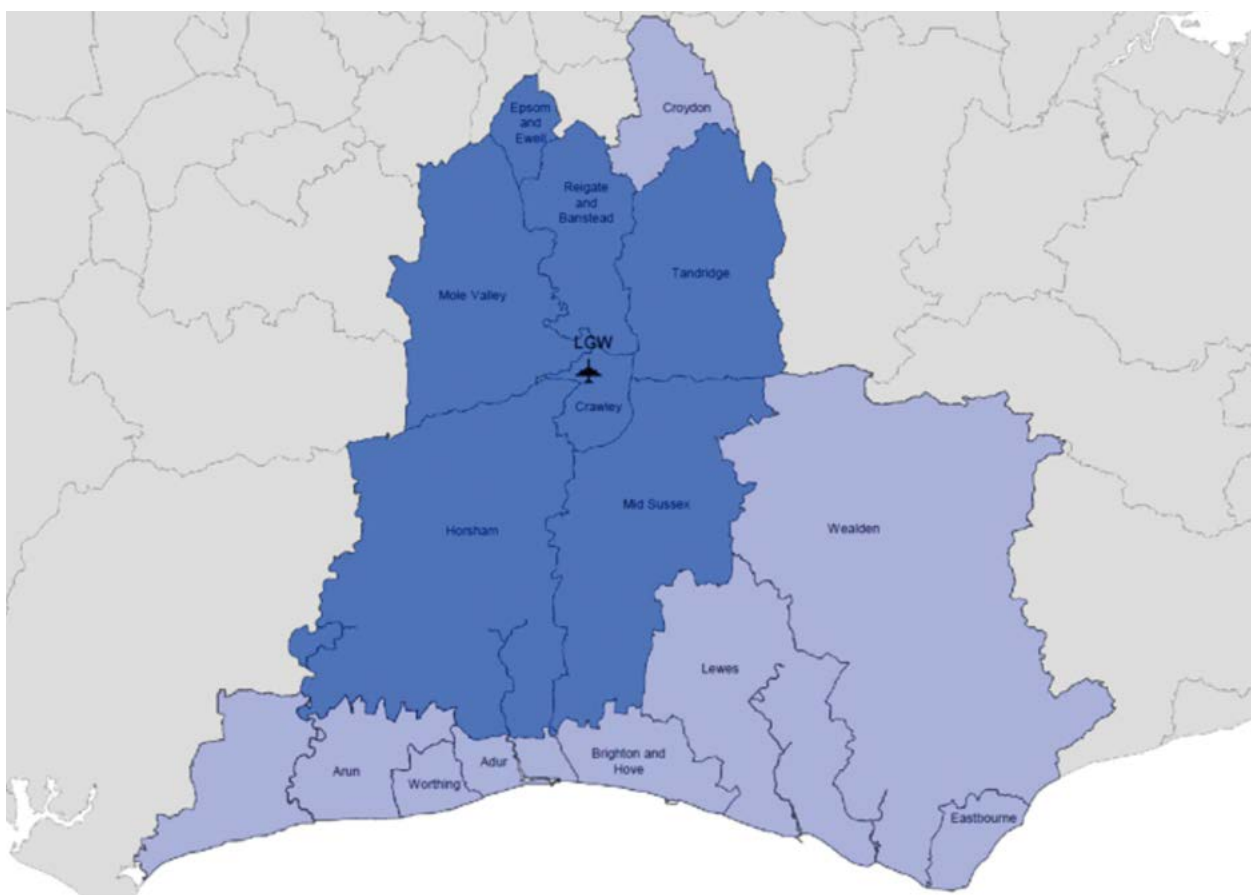 Epsom
and
Ewell
Croydon
Reigate
and
Banstead
Tandridge
Mole Valley
LGW
Crawley
Mid Sussex
Horsham
Wealden
Lewes
Brighton and
Hove
Adur
Arun
Worthing
Eastbourne